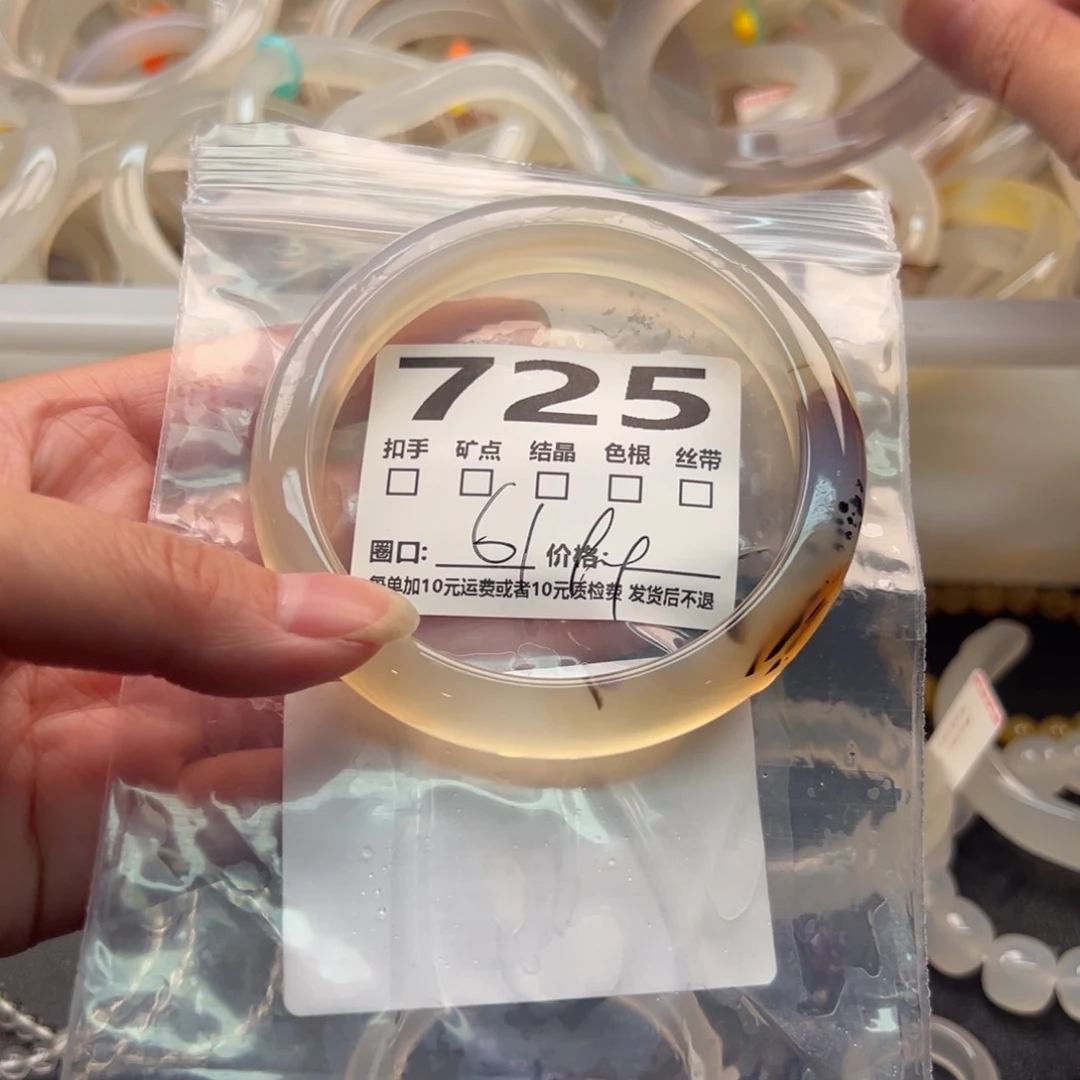 725
扣手 矿点 结晶 色根 丝带
圈口: 61 价格:
每单加10元运费或者10元质检费 发货后不退